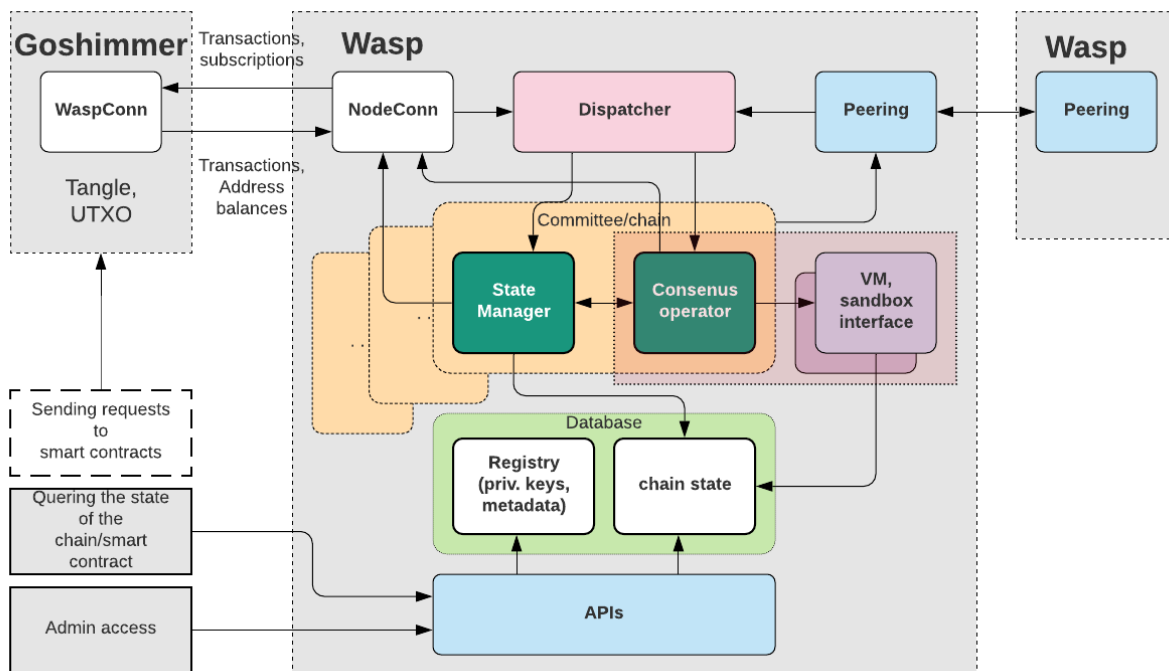 Goshimmer
Transactions,
subscriptions
Wasp
Wasp
WaspConn
NodeConn
Dispatcher
Peering
Peering
Transactions,
Address
balances
Tangle,
UTXO
Committee/chain
State
Manager
Consenus
operator
VM,
sandbox
interface
..
..
Sending requests
to
smart contracts
Database
Registry
(priv. keys,
metadata)
chain state
Quering the state
of the
chain/smart
contract
APIs
Admin access